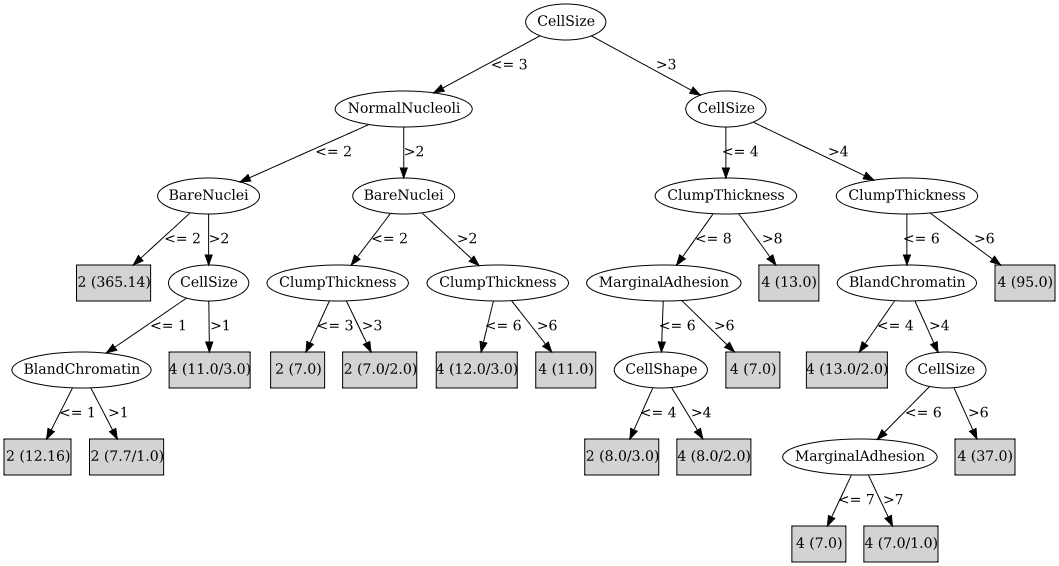 CellSize
<= 3 >3
NormalNucleoli CellSize
<= 2 >2 <= 4 >4
BareNuclei BareNuclei ClumpThickness ClumpThickness
<= 2 >2 <= 2 >2 <= 8 >8 <= 6 >6
2 (365.14) CellSize ClumpThickness ClumpThickness MarginalAdhesion 4 (13.0) BlandChromatin 4 (95.0)
<= 1 >1 <= 3 >3 <= 6 >6 <= 6 >6 <= 4 >4
BlandChromatin 4 (11.0/3.0) 2 (7.0) 2 (7.0/2.0) 4 (12.0/3.0) 4 (11.0) CellShape 4 (7.0) 4 (13.0/2.0) CellSize
<= 1 >1 <= 4 >4 <= 6 >6
2 (12.16) 2 (7.7/1.0) 2 (8.0/3.0) 4 (8.0/2.0) MarginalAdhesion 4 (37.0)
<= 7 >7
4 (7.0) 4 (7.0/1.0)